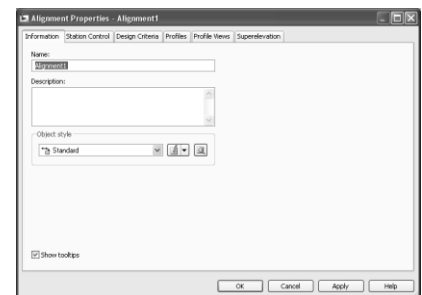 Alignment Properties - Alignment1
Information Station Control Design Criteria Profiles Profile Views Superelevation
Name:
Alignment1
Description:
Object style
Standard
Show tooltips
OK Cancel Apply Help